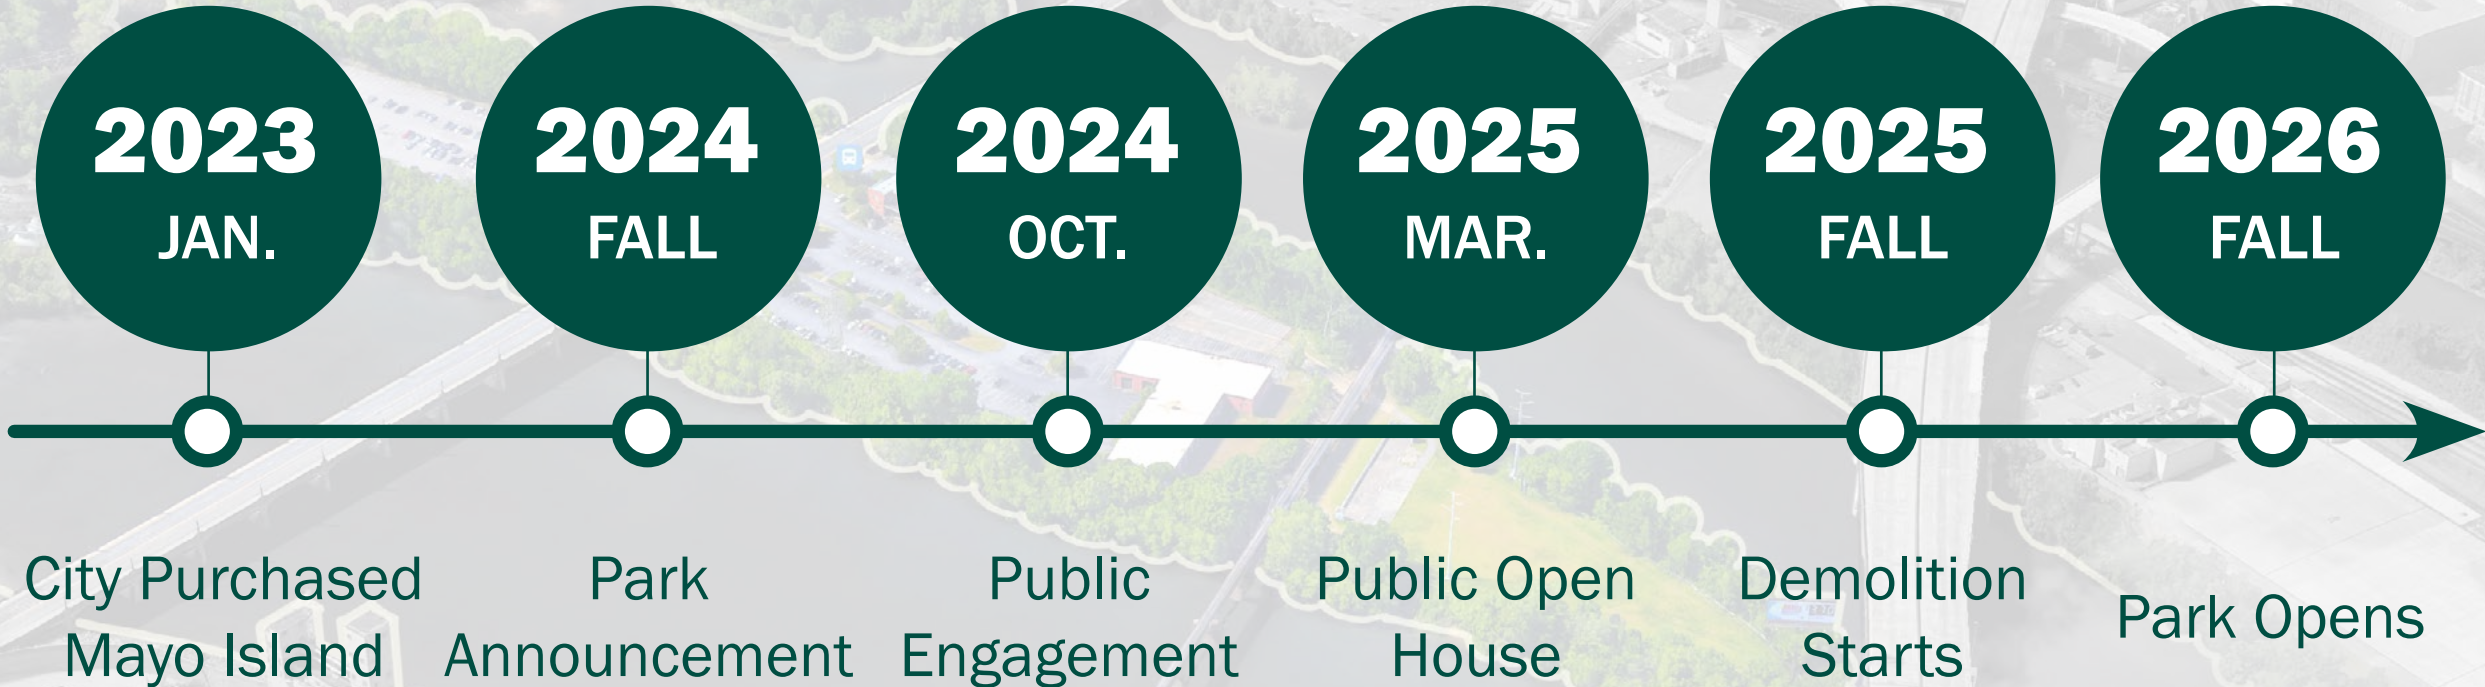 2023
JAN.
2024
FALL
2024
OCT.
2025
MAR.
2025
FALL
2026
FALL
City Purchased
Mayo Island
Park
Announcement
Public
Engagement
Public Open
House
Demolition
Starts
Park Opens